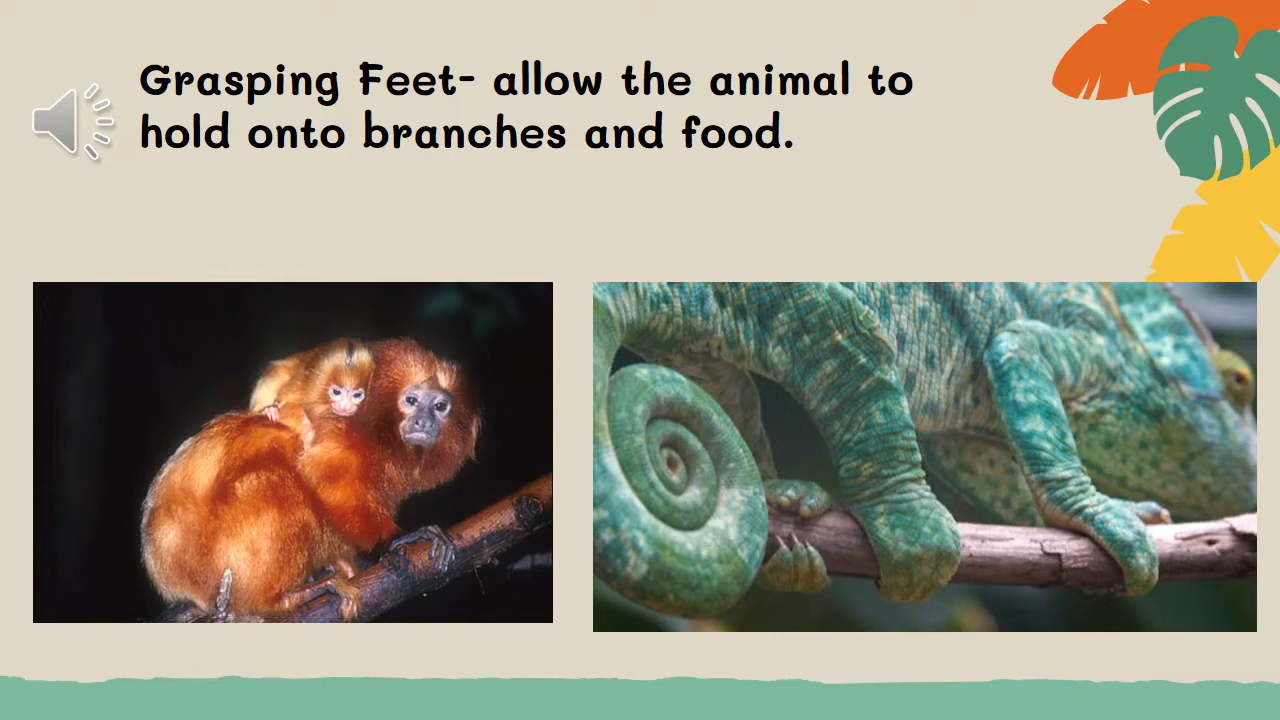 Grasping Feet- allow the animal to
hold onto branches and food.